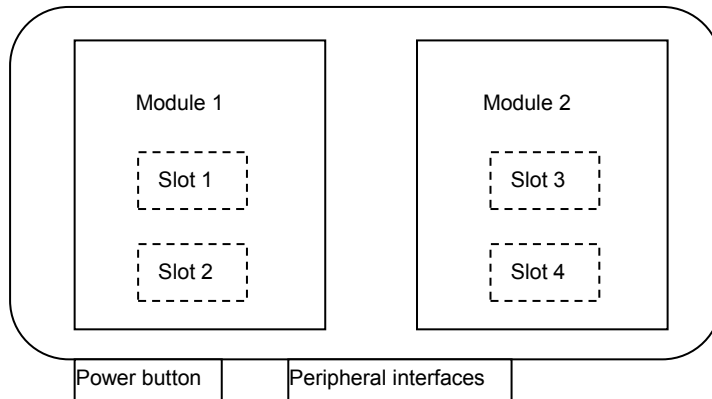 Module 1
Slot 1
Slot 2
Module 2
Slot 3
Slot 4
Power button
Peripheral interfaces